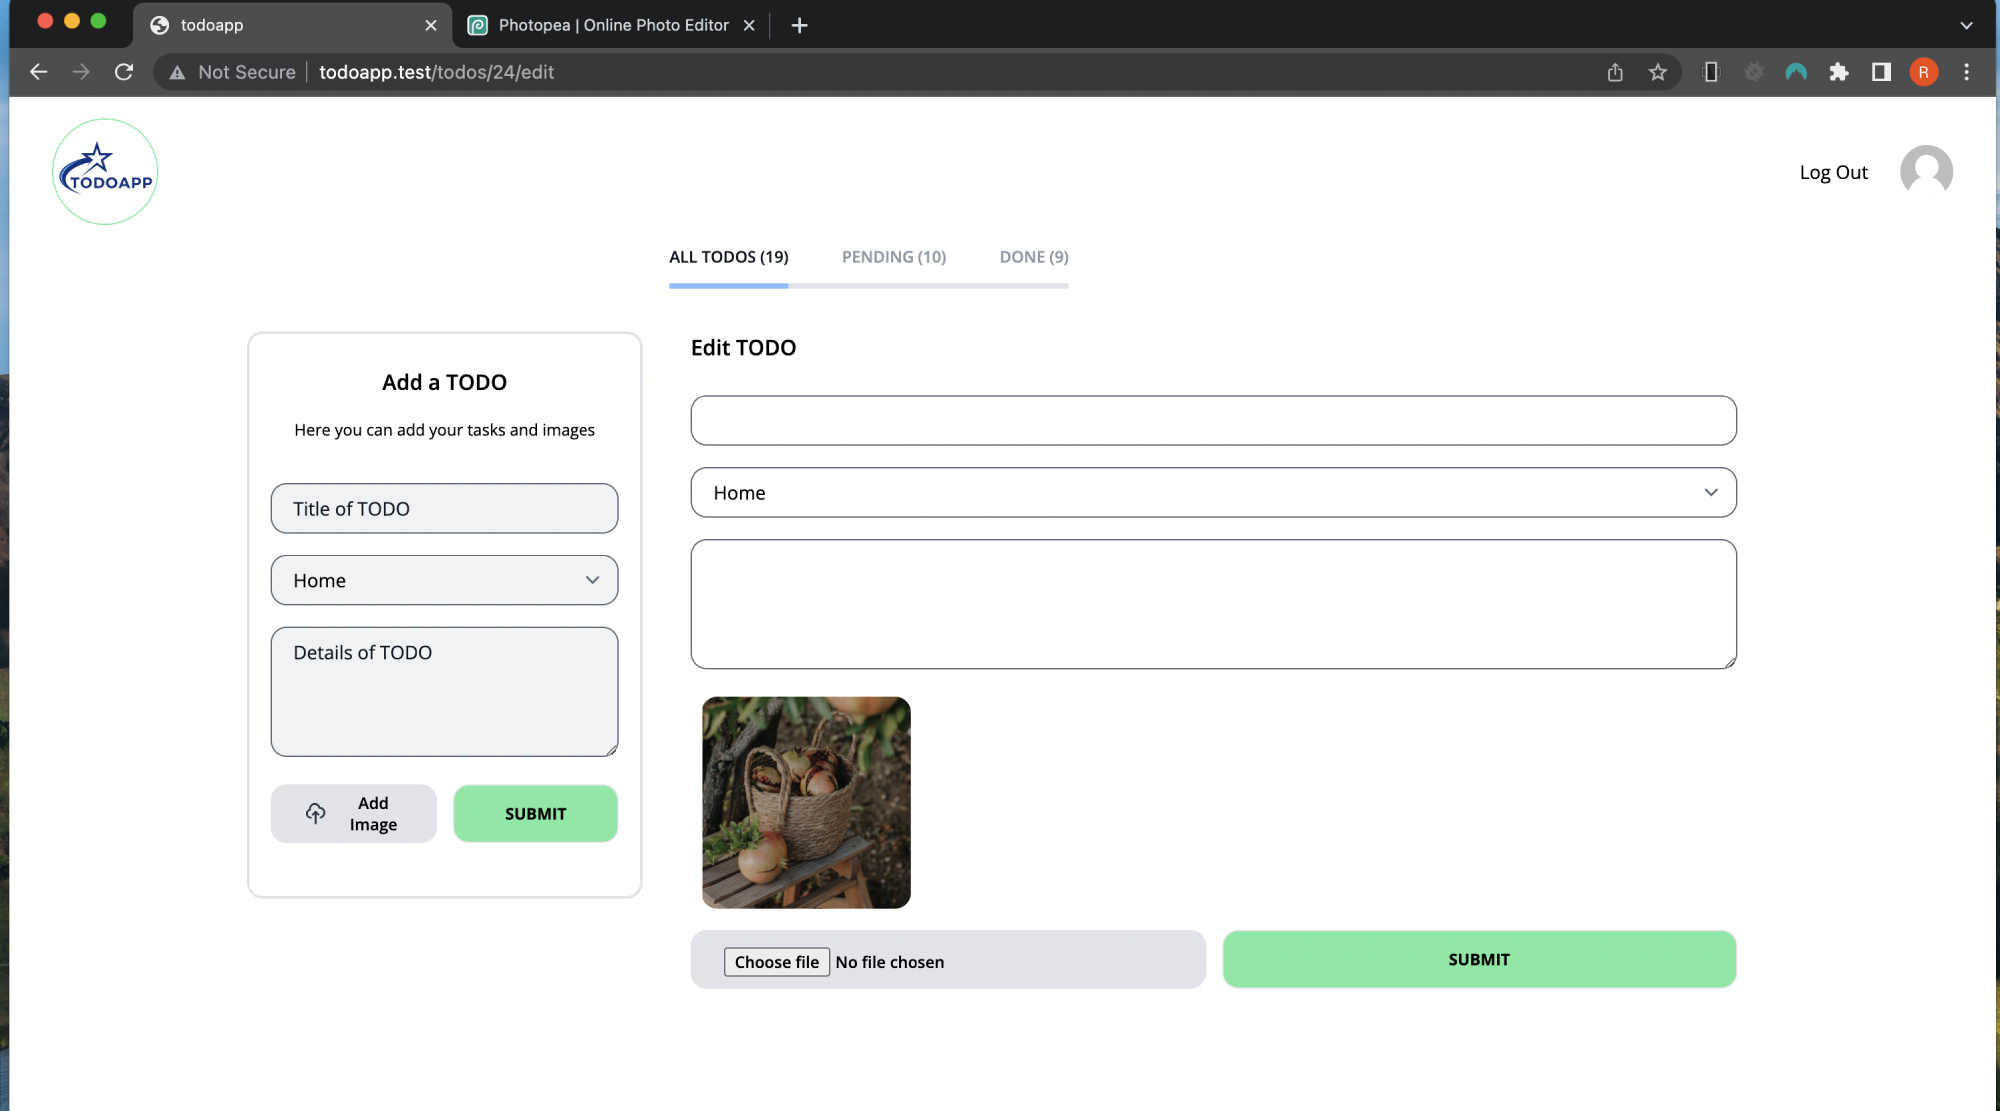 todoapp
Photopea | Online Photo Editor
Not Secure
todoapp.test/todos/24/edit
R
TODOAPP
Log Out
ALL TODOS (19)
PENDING (10)
DONE (9)
Add a TODO
Here you can add your tasks and images
Title of TODO
Home
Details of TODO
Add
Image
SUBMIT
Edit TODO
Home
Choose file No file chosen
SUBMIT